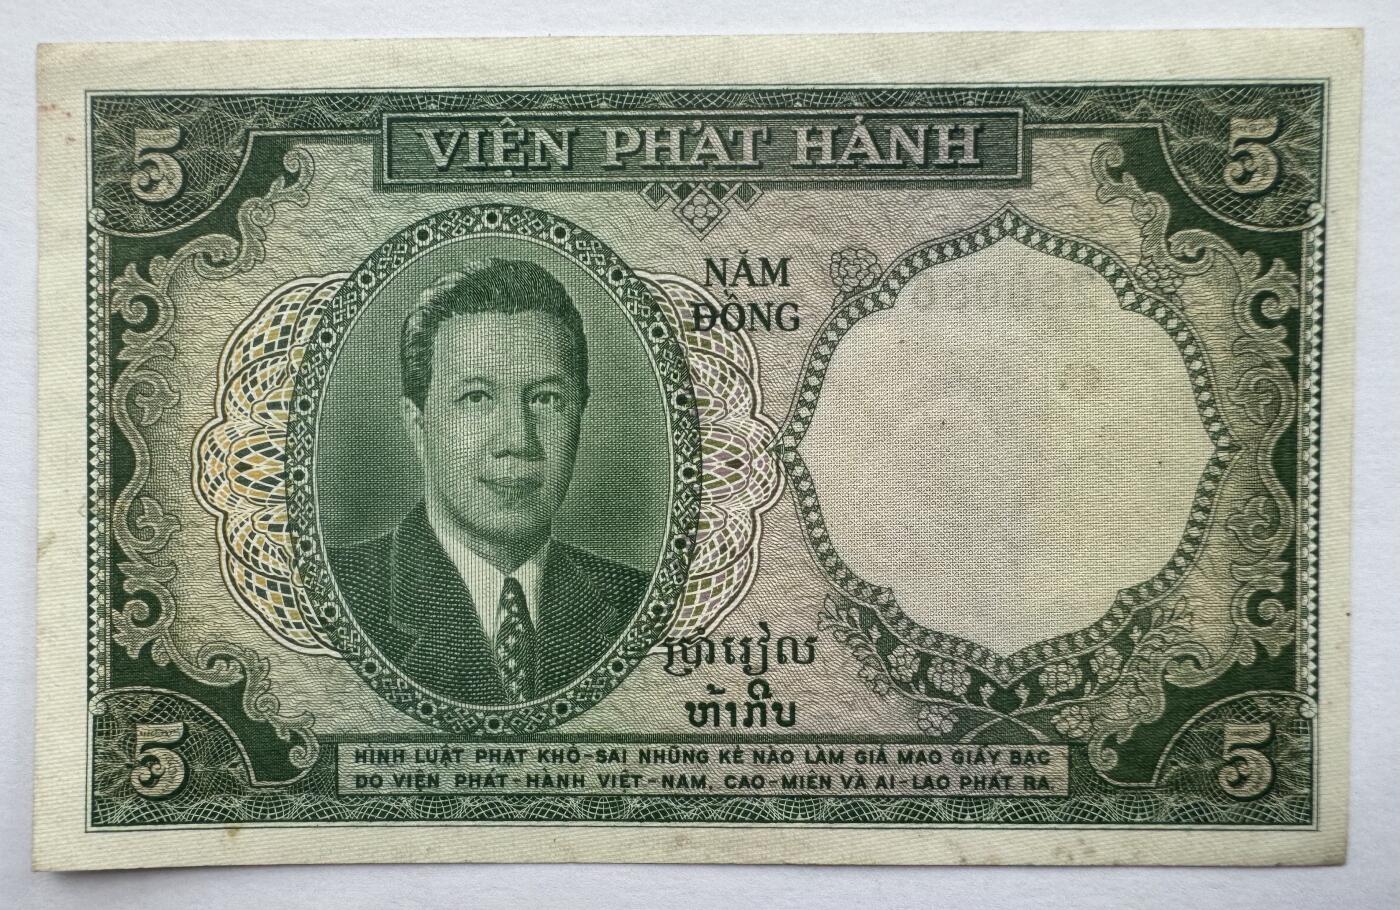 5
VIỆN PHÁT HÀNH
5
NĂM
ĐỒNG
ប្រាំរៀល
ຫ້າກີບ
HÌNH LUẬT PHẠT KHỔ-SAI NHỮNG KẺ NÀO LÀM GIẢ MẠO GIẤY BẠC
DO VIỆN PHÁT-HÀNH VIỆT-NAM, CAO-MIÊN VÀ AI-LAO PHÁT RA
5
5